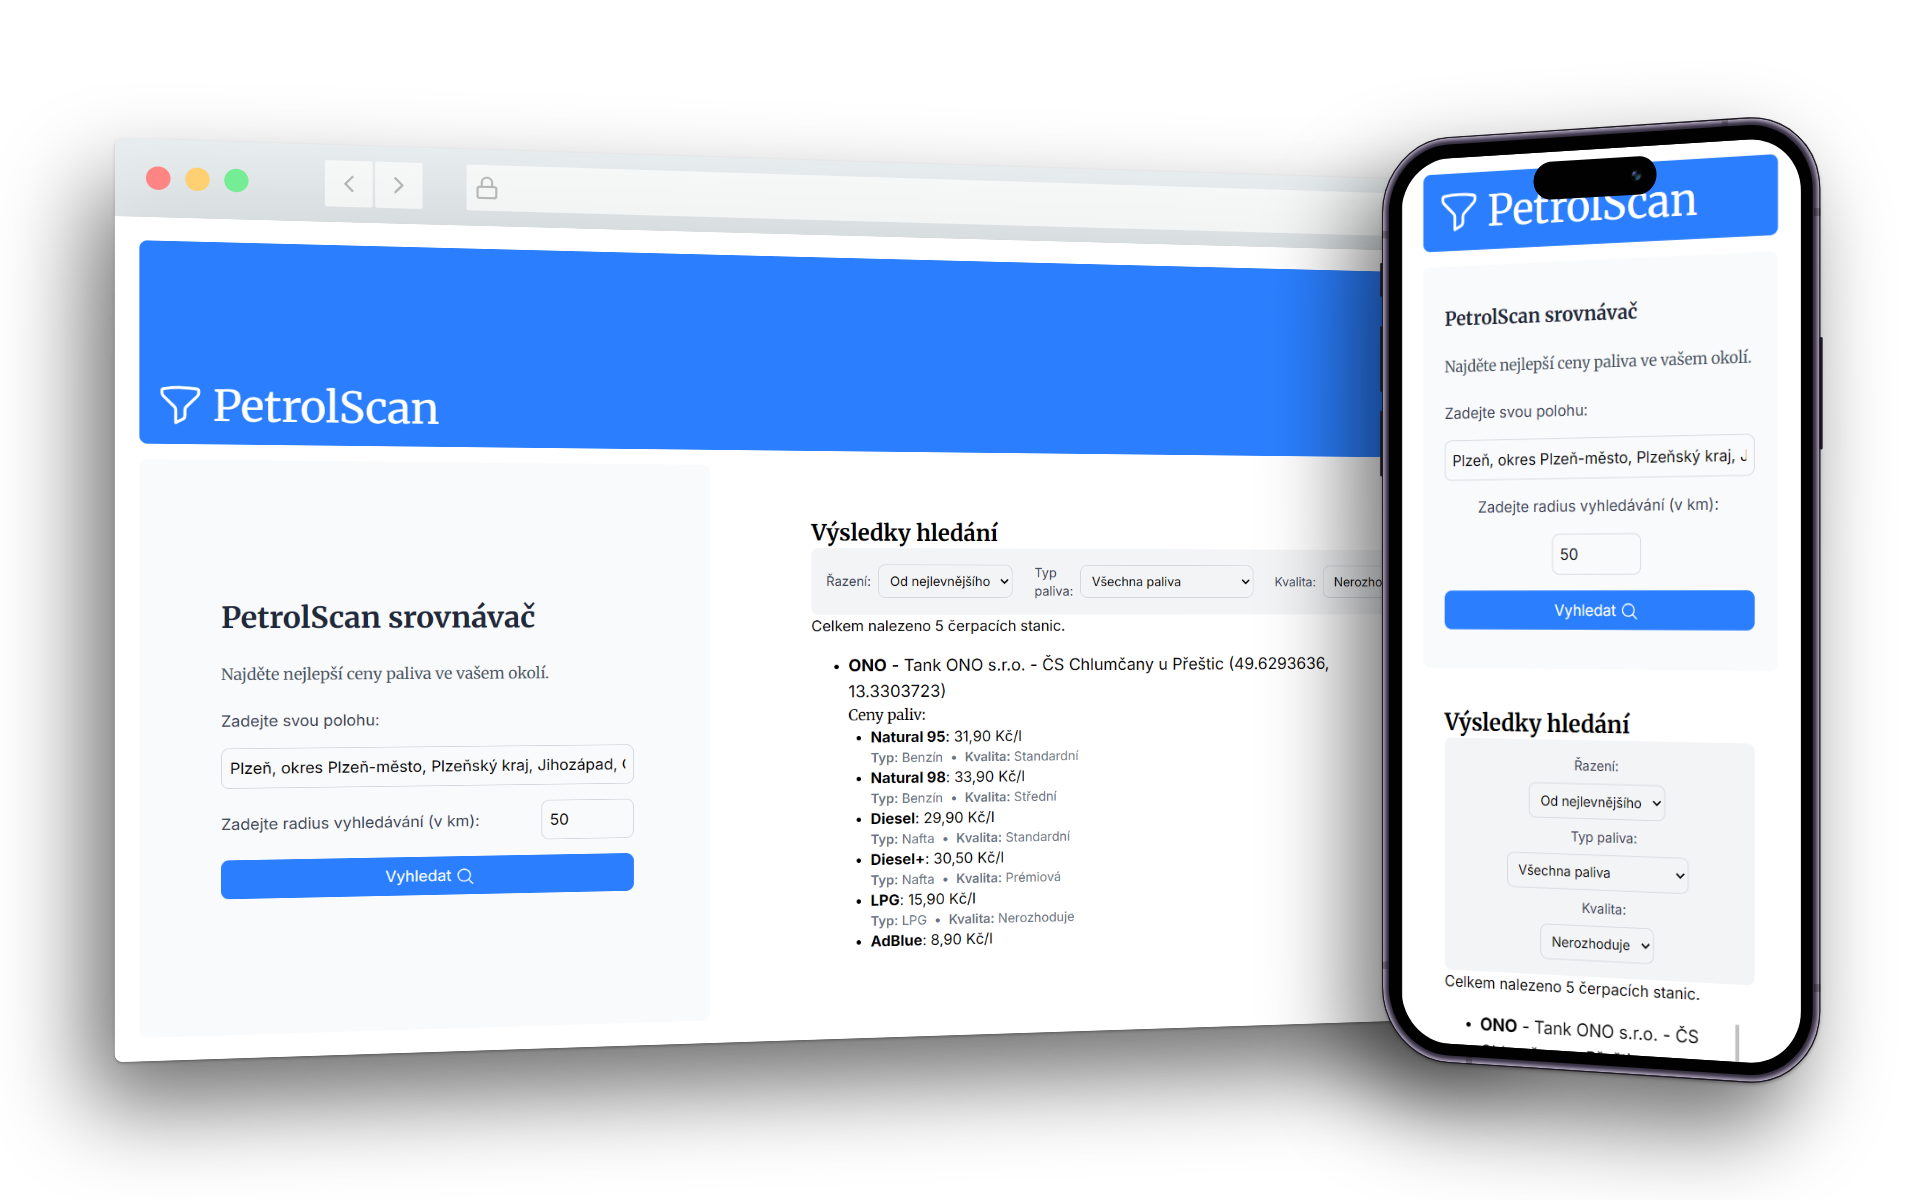 PetrolScan
PetrolScan srovnávač
Najděte nejlepší ceny paliva ve vašem okolí.
Zadejte svou polohu:
Plzeň, okres Plzeň-město, Plzeňský kraj, Jihozápad,
Zadejte radius vyhledávání (v km):
50
Vyhledat
Výsledky hledání
Řazení:
Od nejlevnějšího
Typ
paliva:
Všechna paliva
Kvalita:
Nerozho
Celkem nalezeno 5 čerpacích stanic.
• ONO - Tank ONO s.r.o. - ČS Chlumčany u Přeštic (49.6293636,
13.3303723)
Ceny paliv:
• Natural 95: 31,90 Kč/l
Typ: Benzín • Kvalita: Standardní
• Natural 98: 33,90 Kč/l
Typ: Benzín • Kvalita: Střední
• Diesel: 29,90 Kč/l
Typ: Nafta • Kvalita: Standardní
• Diesel+: 30,50 Kč/l
Typ: Nafta • Kvalita: Prémiová
• LPG: 15,90 Kč/l
Typ: LPG • Kvalita: Nerozhoduje
• AdBlue: 8,90 Kč/l
PetrolScan
PetrolScan srovnávač
Najděte nejlepší ceny paliva ve vašem okolí.
Zadejte svou polohu:
Plzeň, okres Plzeň-město, Plzeňský kraj, J
Zadejte radius vyhledávání (v km):
50
Vyhledat
Výsledky hledání
Řazení:
Od nejlevnějšího
Typ paliva:
Všechna paliva
Kvalita:
Nerozhoduje
Celkem nalezeno 5 čerpacích stanic.
• ONO - Tank ONO s.r.o. - ČS